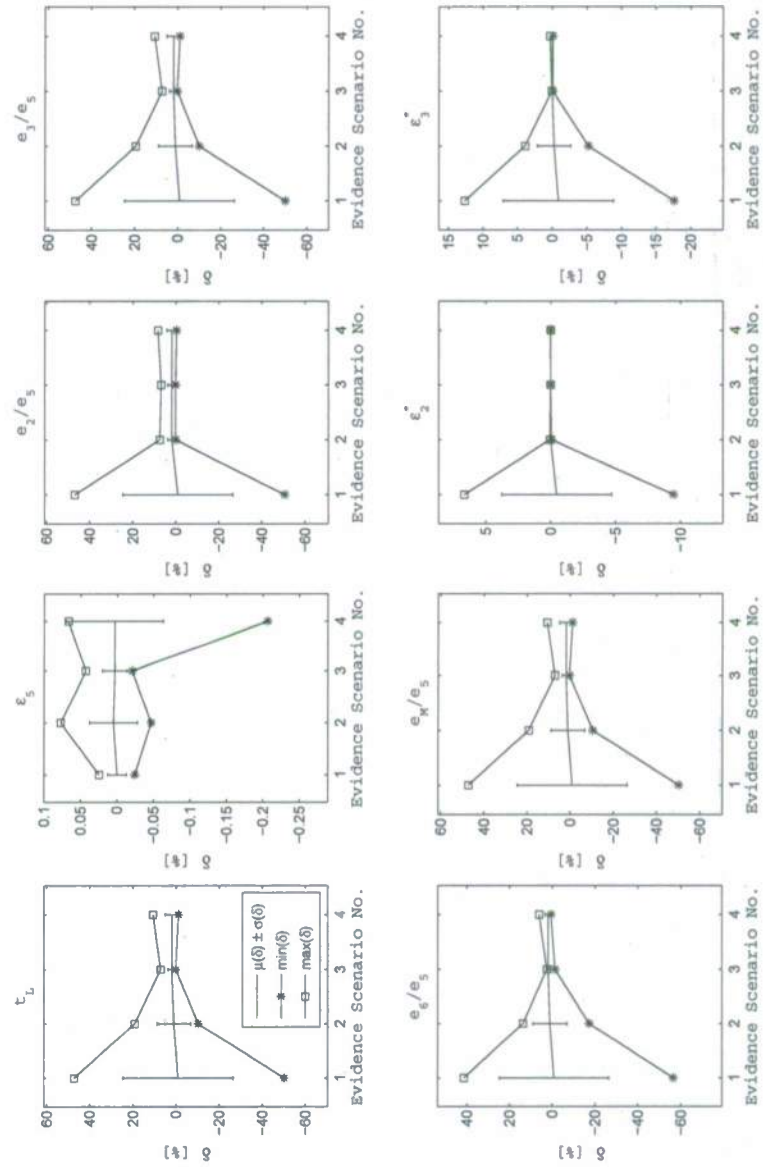 t_L
60
40
20
0
-20
-40
-60
δ [%]
μ(δ) ± σ(δ)
min(δ)
max(δ)
1 2 3 4
Evidence Scenario No.
ε_5
0.1
0.05
0
-0.05
-0.1
-0.15
-0.2
-0.25
δ [%]
1 2 3 4
Evidence Scenario No.
e_2/e_5
60
40
20
0
-20
-40
-60
δ [%]
1 2 3 4
Evidence Scenario No.
e_3/e_5
60
40
20
0
-20
-40
-60
δ [%]
1 2 3 4
Evidence Scenario No.
e_6/e_5
60
40
20
0
-20
-40
-60
δ [%]
1 2 3 4
Evidence Scenario No.
e_M/e_5
60
40
20
0
-20
-40
-60
δ [%]
1 2 3 4
Evidence Scenario No.
ε_2^*
5
0
-5
-10
δ [%]
1 2 3 4
Evidence Scenario No.
ε_3^*
15
10
5
0
-5
-10
-15
-20
δ [%]
1 2 3 4
Evidence Scenario No.